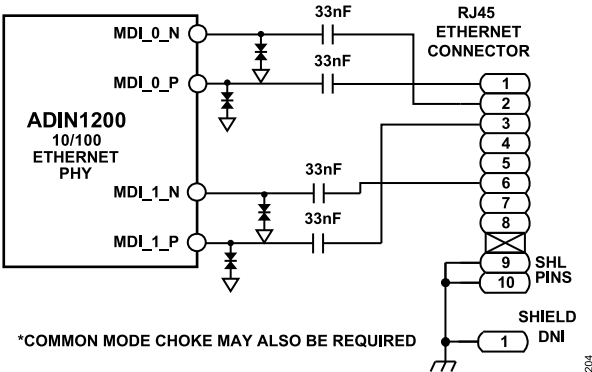 33nF
RJ45
ETHERNET
CONNECTOR
MDI_0_N
33nF
MDI_0_P
1
2
ADIN1200
10/100
ETHERNET
PHY
3
4
5
33nF
6
MDI_1_N
7
33nF
8
MDI_1_P
9 SHL
10 PINS
SHIELD
1 DNI
*COMMON MODE CHOKE MAY ALSO BE REQUIRED
204